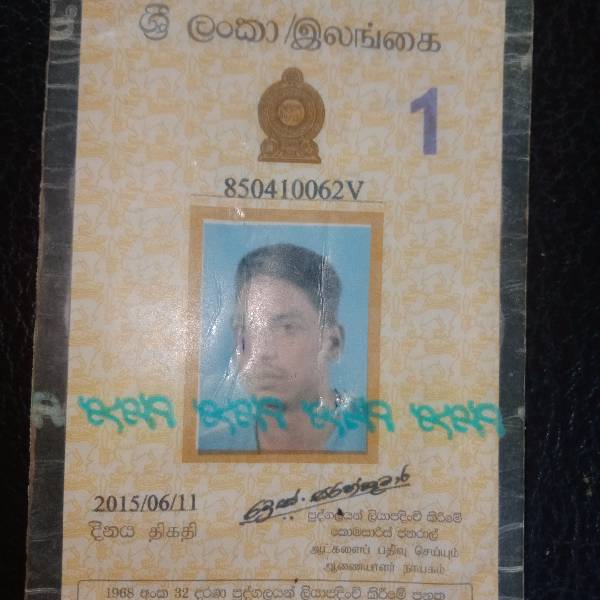 ශ්‍රී ලංකා/இலங்கை
1
850410062V
2015/06/11
දිනය திகதி
පුද්ගලයන් ලියාපදිංචි කිරීමේ
කොමසාරිස් ජනරාල්
ஆட்களைப் பதிவு செய்யும்
ஆணையாளர் நாயகம்
1968 අංක 32 දරණ පුද්ගලයන් ලියාපදිංචි කිරීමේ පනත